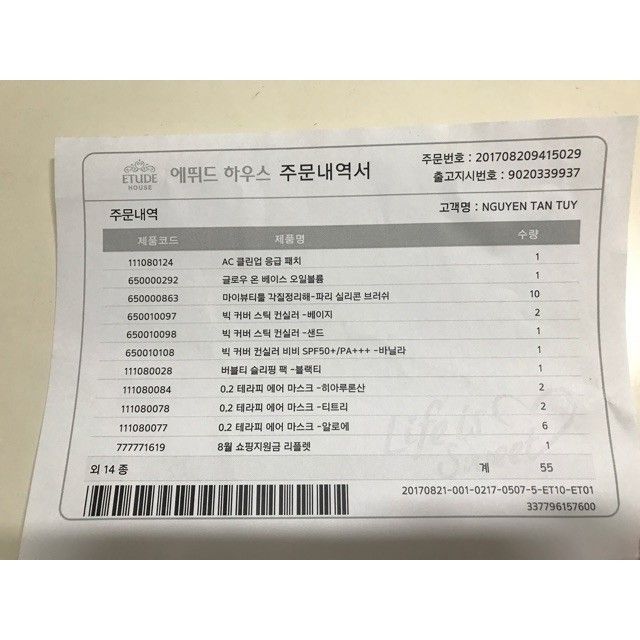 주문번호 : 201708209415029
ETUDE HOUSE
에뛰드 하우스 주문내역서
출고지시번호 : 9020339937
주문내역
고객명 : NGUYEN TAN TUY
제품코드 제품명 수량
111080124 AC 클린업 응급 패치 1
650000292 글로우 온 베이스 오일볼륨 1
650000863 마이뷰티툴 각질정리해-파리 실리콘 브러쉬 10
650010097 빅 커버 스틱 컨실러 -베이지 2
650010098 빅 커버 스틱 컨실러 -샌드 1
650010108 빅 커버 컨실러 비비 SPF50+/PA+++ -바닐라 1
111080028 버블티 슬리핑 팩 -블랙티 1
111080084 0.2 테라피 에어 마스크 -히아루론산 2
111080078 0.2 테라피 에어 마스크 -티트리 2
111080077 0.2 테라피 에어 마스크 -알로에 6
777771619 8월 쇼핑지원금 리플렛 1
Life is Sweet
외 14 종 계 55
20170821-001-0217-0507-5-ET10-ET01
337796157600